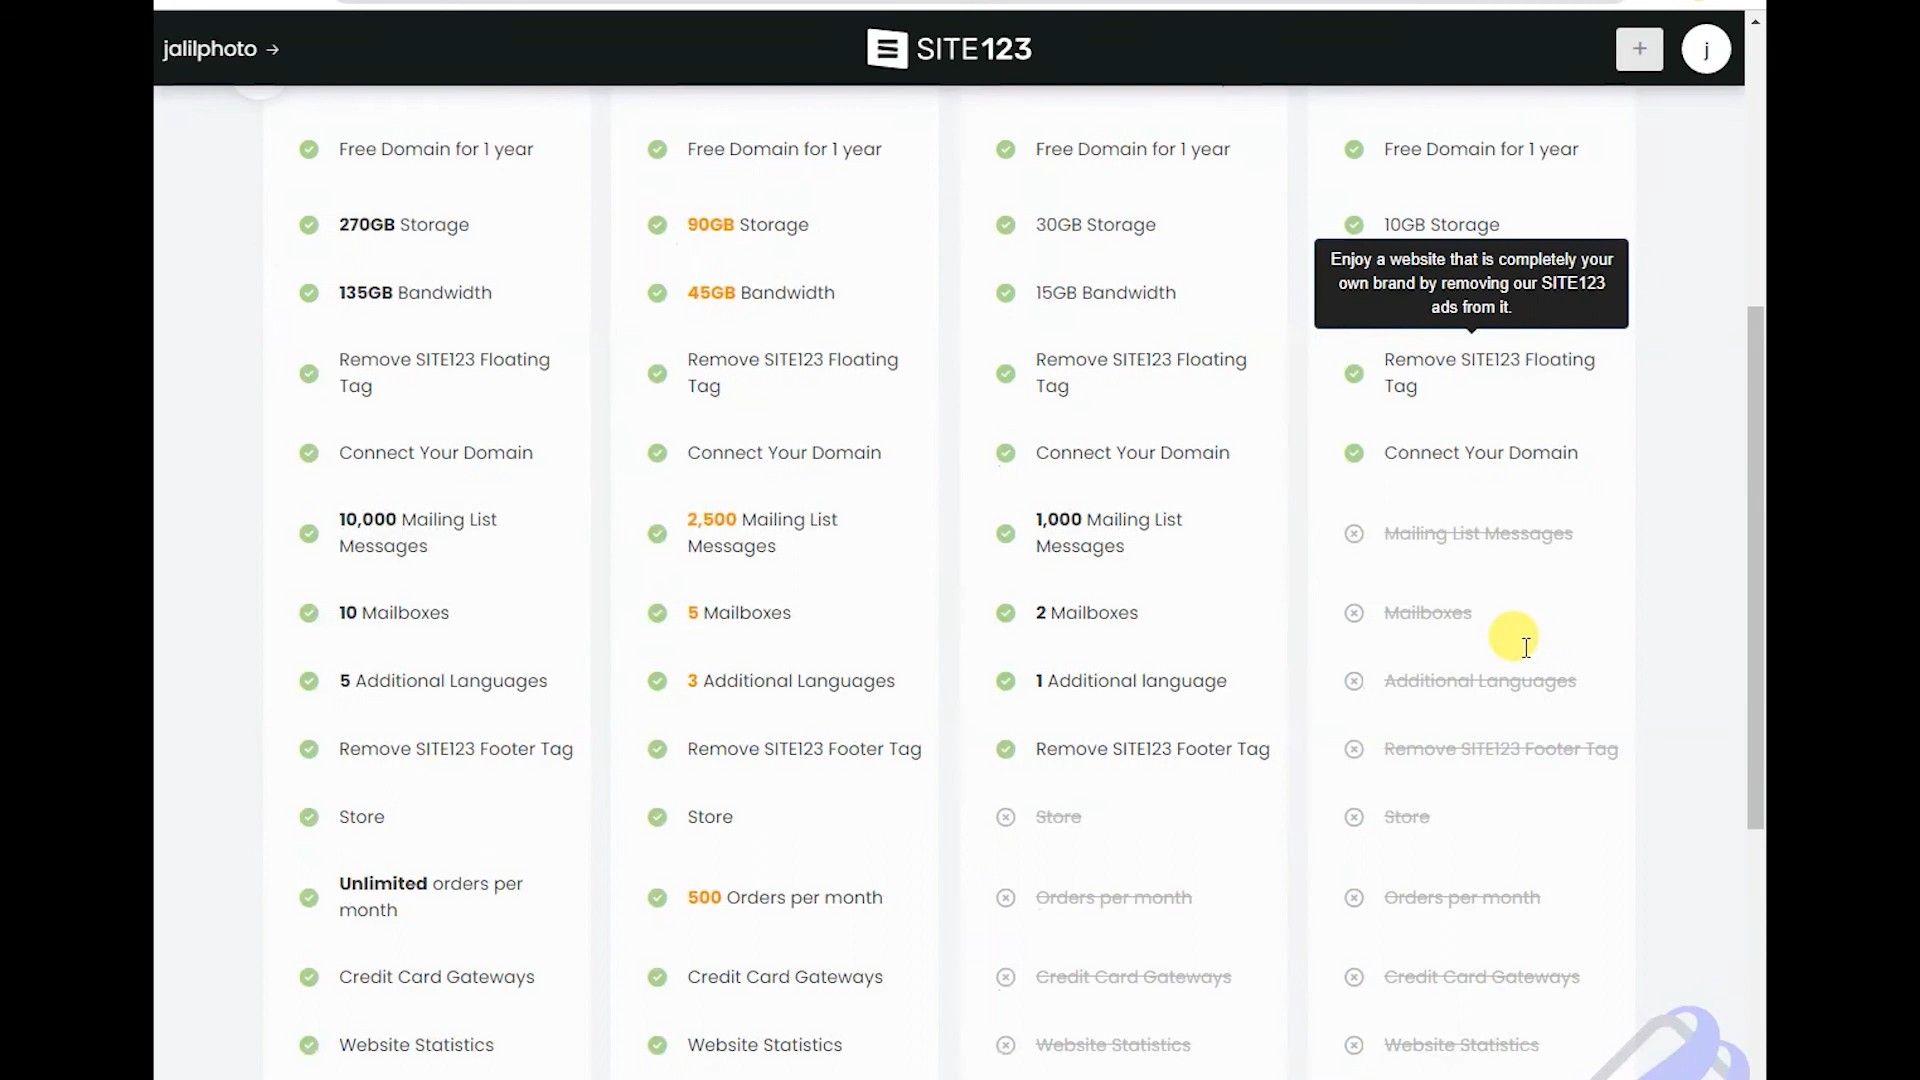 jalilphoto →
SITE123
+
j
Free Domain for 1 year
270GB Storage
135GB Bandwidth
Remove SITE123 Floating
Tag
Connect Your Domain
10,000 Mailing List
Messages
10 Mailboxes
5 Additional Languages
Remove SITE123 Footer Tag
Store
Unlimited orders per
month
Credit Card Gateways
Website Statistics
Free Domain for 1 year
90GB Storage
45GB Bandwidth
Remove SITE123 Floating
Tag
Connect Your Domain
2,500 Mailing List
Messages
5 Mailboxes
3 Additional Languages
Remove SITE123 Footer Tag
Store
500 Orders per month
Credit Card Gateways
Website Statistics
Free Domain for 1 year
30GB Storage
15GB Bandwidth
Remove SITE123 Floating
Tag
Connect Your Domain
1,000 Mailing List
Messages
2 Mailboxes
1 Additional language
Remove SITE123 Footer Tag
Store
Orders per month
Credit Card Gateways
Website Statistics
Free Domain for 1 year
10GB Storage
Enjoy a website that is completely your
own brand by removing our SITE123
ads from it.
Remove SITE123 Floating
Tag
Connect Your Domain
Mailing List Messages
Mailboxes
Additional Languages
Remove SITE123 Footer Tag
Store
Orders per month
Credit Card Gateways
Website Statistics